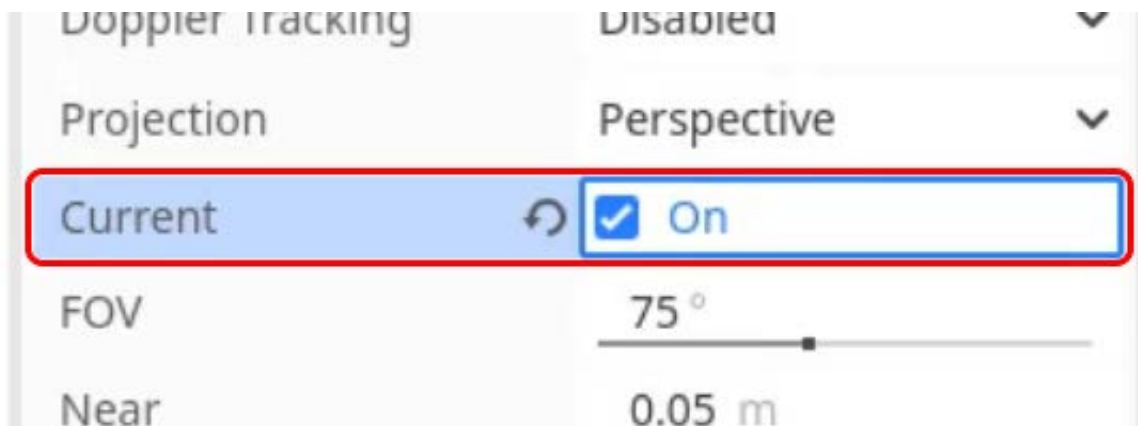 Doppler Tracking Disabled
Projection Perspective
Current On
FOV 75 °
Near 0.05 m